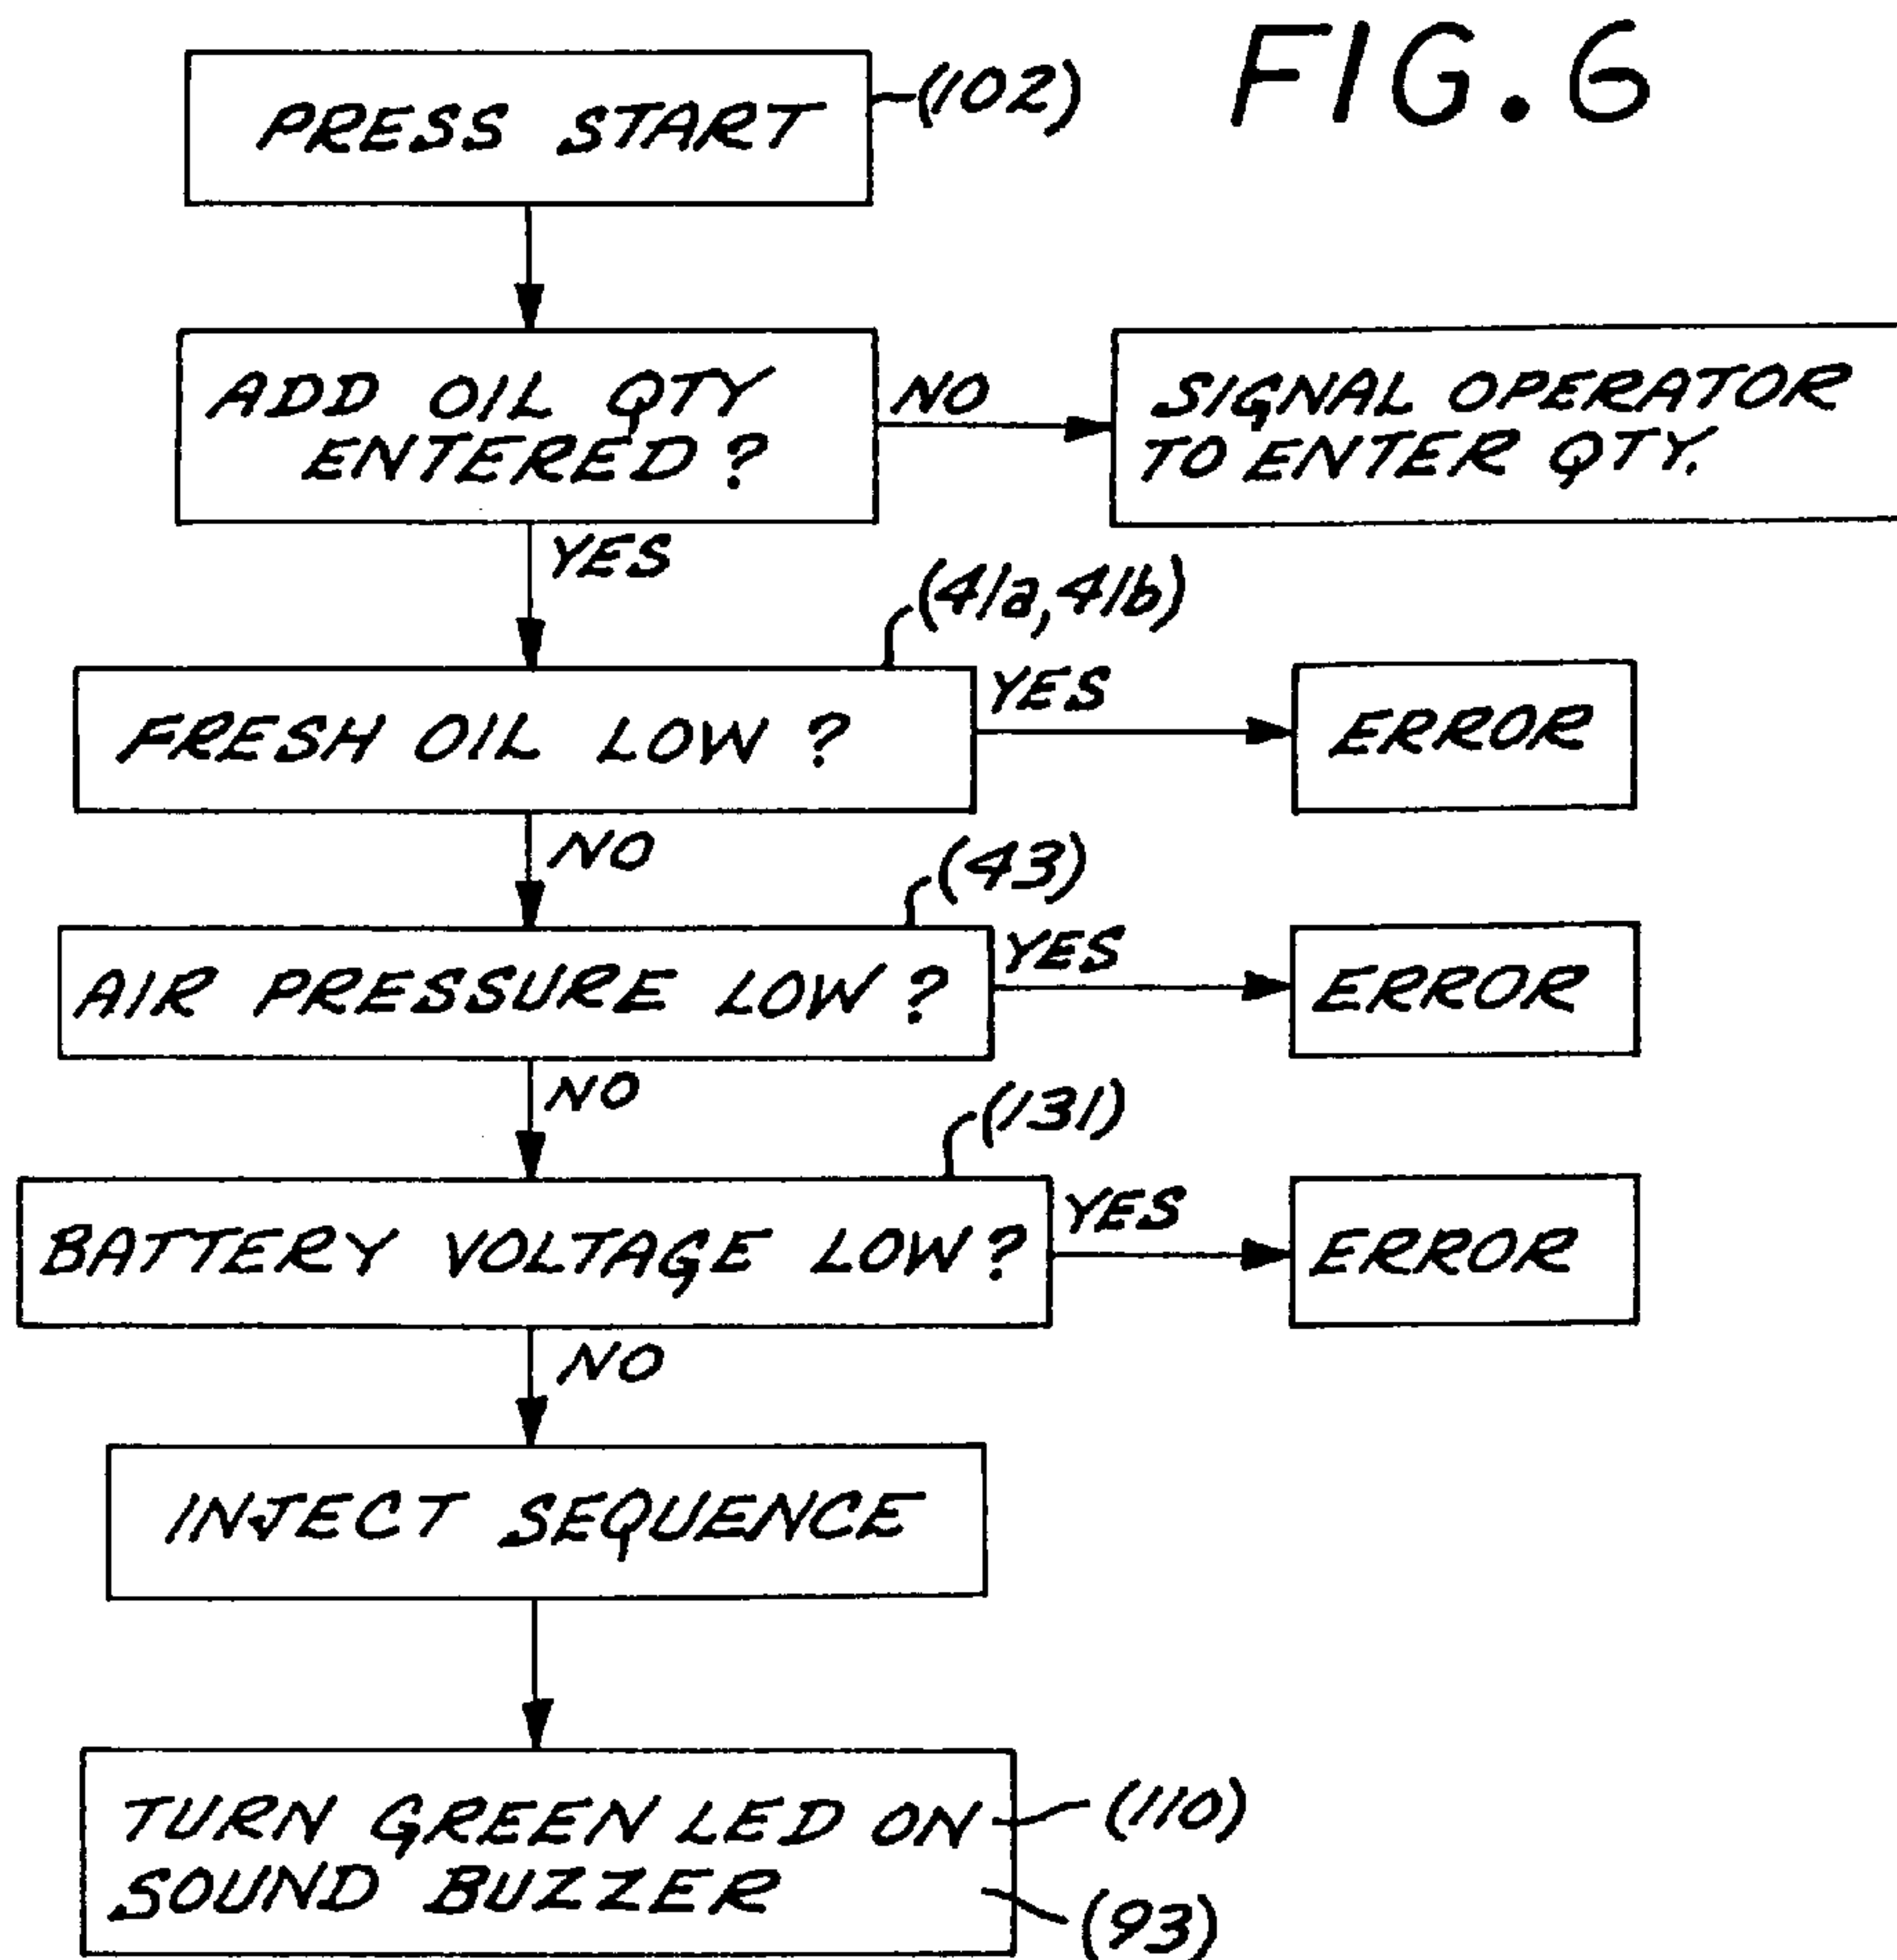 FIG. 6
PRESS START
(102)
ADD OIL QTY
ENTERED?
NO
SIGNAL OPERATOR
TO ENTER QTY.
YES
(41a, 41b)
FRESH OIL LOW?
YES
ERROR
NO
(43)
AIR PRESSURE LOW?
YES
ERROR
NO
(131)
BATTERY VOLTAGE LOW?
YES
ERROR
NO
INJECT SEQUENCE
TURN GREEN LED ON
(110)
SOUND BUZZER
(93)